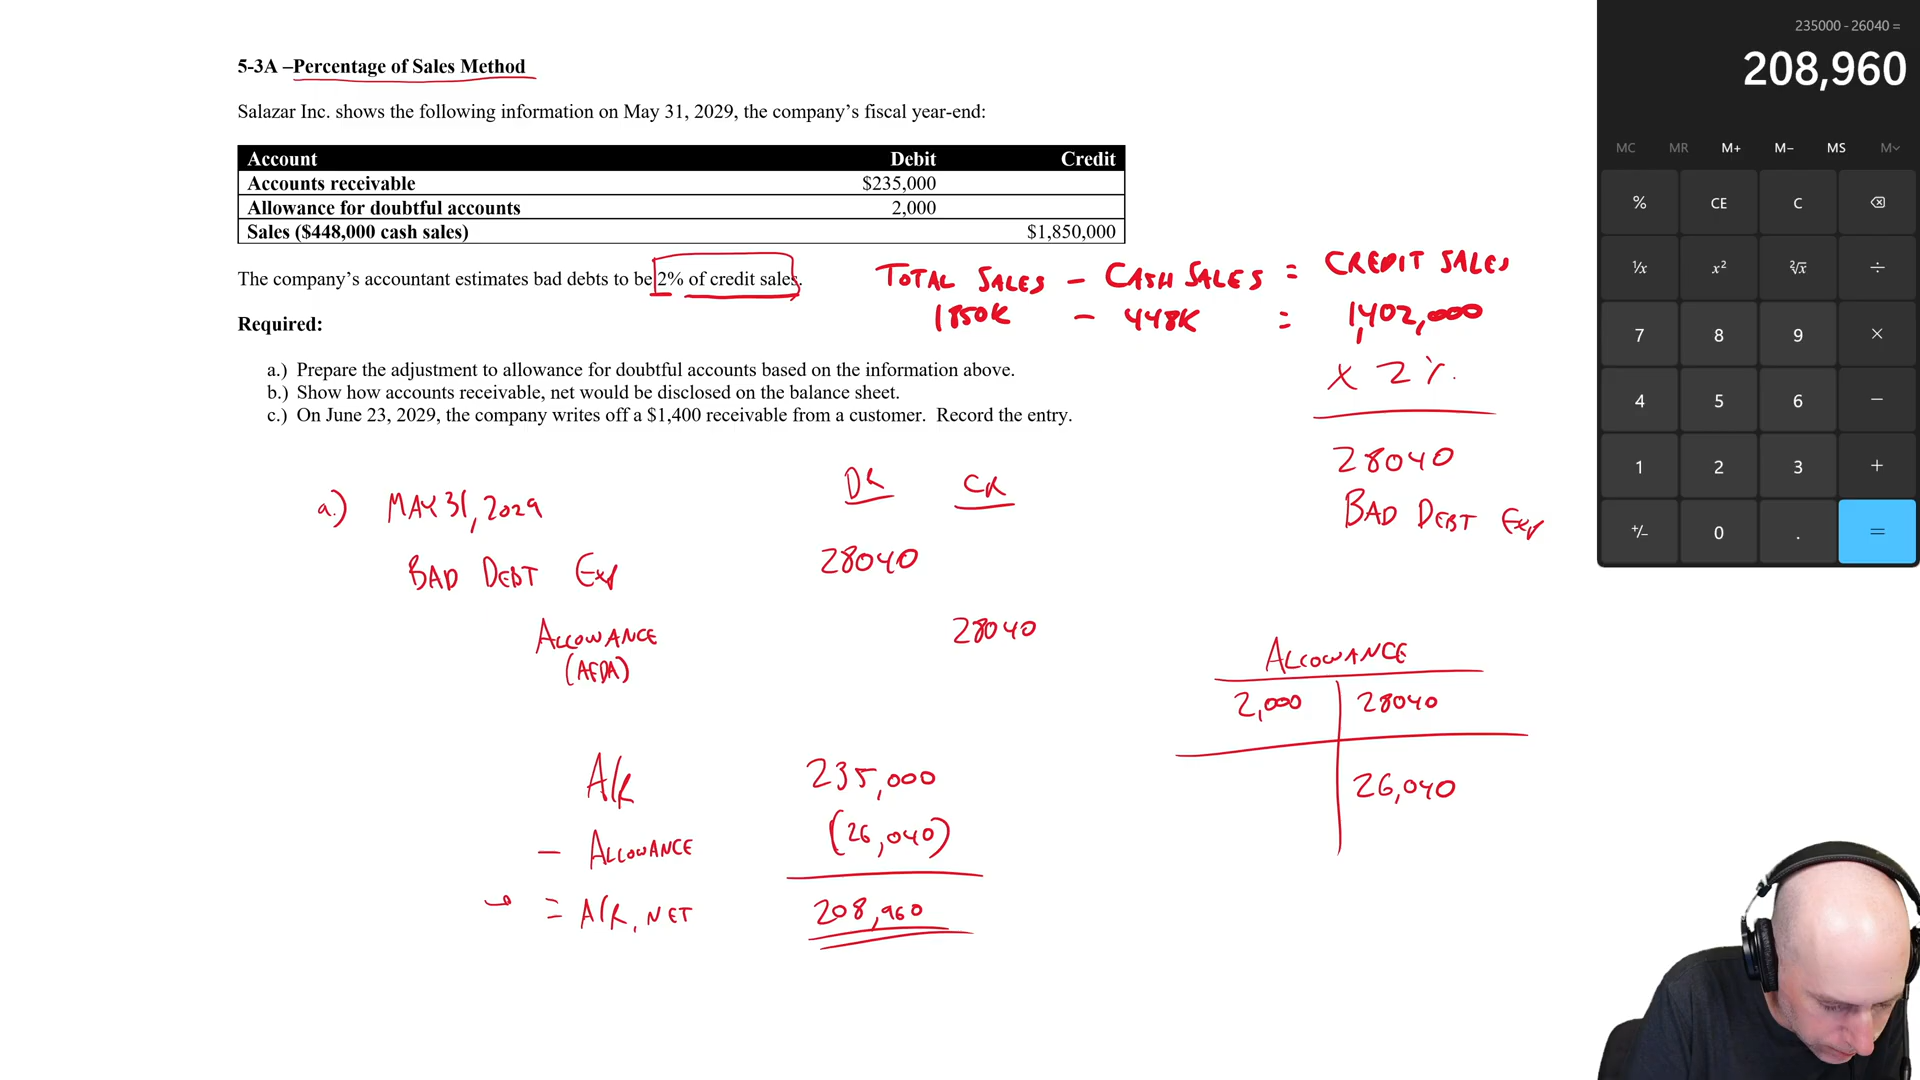 5-3A –Percentage of Sales Method
Salazar Inc. shows the following information on May 31, 2029, the company's fiscal year-end:
Account Debit Credit
Accounts receivable $235,000
Allowance for doubtful accounts 2,000
Sales ($448,000 cash sales) $1,850,000
The company's accountant estimates bad debts to be 2% of credit sales.
TOTAL SALES – CASH SALES = CREDIT SALES
1850K – 448K = 1,402,000
x 2%
28040
BAD DEBT EXP
Required:
a.) Prepare the adjustment to allowance for doubtful accounts based on the information above.
b.) Show how accounts receivable, net would be disclosed on the balance sheet.
c.) On June 23, 2029, the company writes off a $1,400 receivable from a customer. Record the entry.
DR CR
a.) MAY 31, 2029
BAD DEBT EXP 28040
ALLOWANCE 28040
(AFDA)
ALLOWANCE
2,000 28040
26,040
A/R 235,000
– ALLOWANCE (26,040)
= A/R, NET 208,960
235000 - 26040 =
208,960
MC MR M+ M− MS M˅
% CE C ⌫
¹/x x² ²√x ÷
7 8 9 ×
4 5 6 −
1 2 3 +
+/− 0 . =